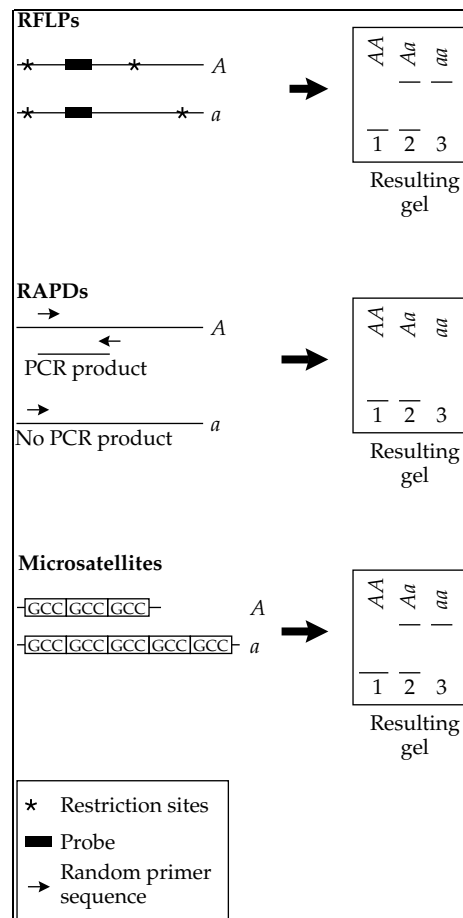 RFLPs
A
a
AA Aa aa
1 2 3
Resulting
gel
RAPDs
A
PCR product
a
No PCR product
AA Aa aa
1 2 3
Resulting
gel
Microsatellites
GCC GCC GCC A
GCC GCC GCC GCC GCC a
AA Aa aa
1 2 3
Resulting
gel
* Restriction sites
Probe
Random primer
sequence